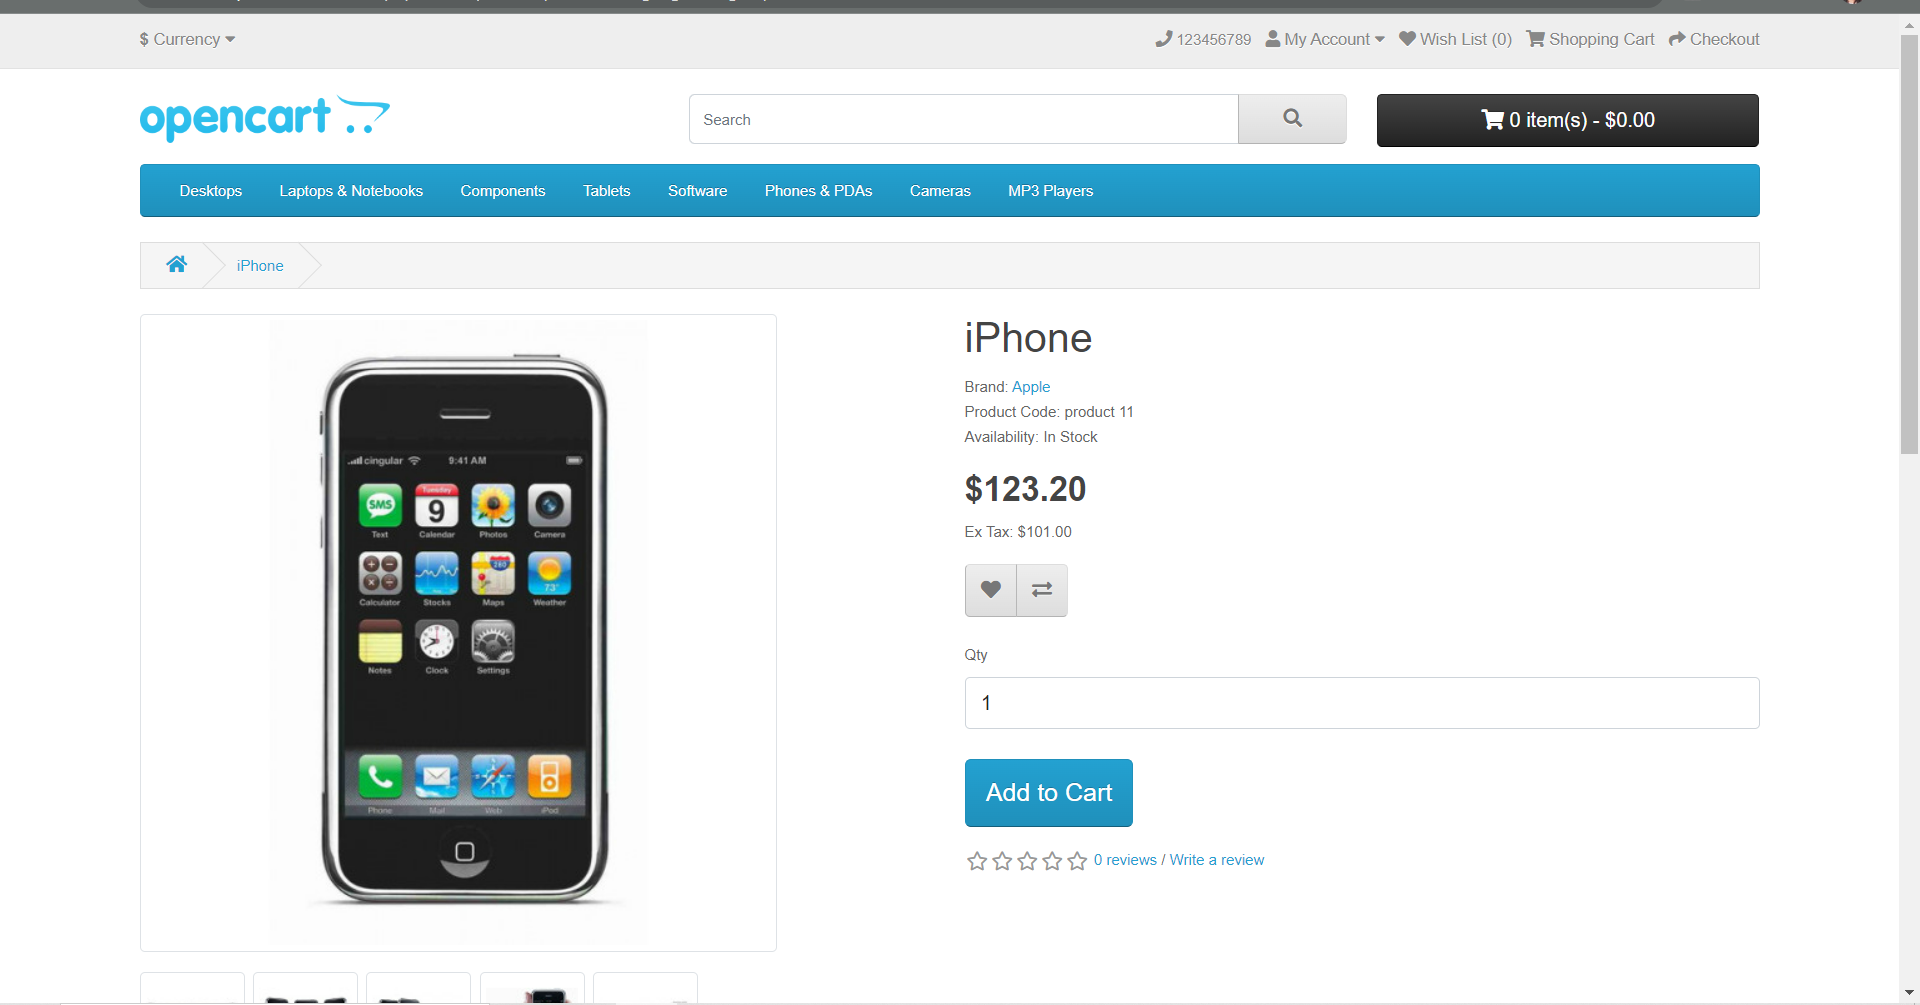 $ Currency
123456789 My Account Wish List (0) Shopping Cart Checkout
opencart
Search
0 item(s) - $0.00
Desktops Laptops & Notebooks Components Tablets Software Phones & PDAs Cameras MP3 Players
iPhone
iPhone
Brand: Apple
Product Code: product 11
Availability: In Stock
$123.20
Ex Tax: $101.00
Qty
1
Add to Cart
0 reviews / Write a review
cingular 9:41 AM
SMS Tuesday 9 280 73°
Text Calendar Photos Camera
Calculator Stocks Maps Weather
Notes Clock Settings
Phone Mail Web iPod